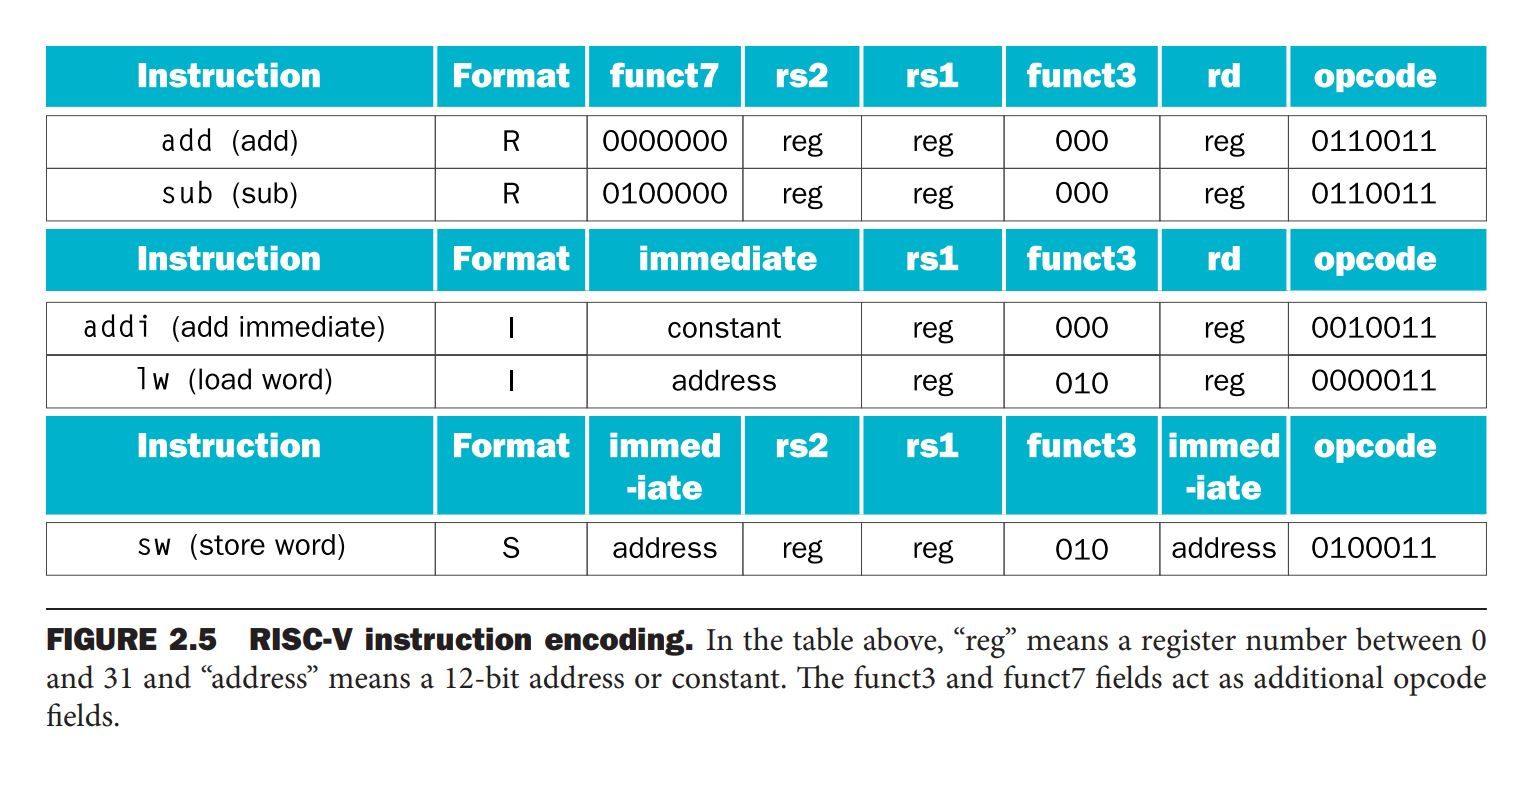 Instruction Format funct7 rs2 rs1 funct3 rd opcode
add (add) R 0000000 reg reg 000 reg 0110011
sub (sub) R 0100000 reg reg 000 reg 0110011
Instruction Format immediate rs1 funct3 rd opcode
addi (add immediate) I constant reg 000 reg 0010011
lw (load word) I address reg 010 reg 0000011
Instruction Format immed rs2 rs1 funct3 immed opcode
-iate -iate
sw (store word) S address reg reg 010 address 0100011
FIGURE 2.5 RISC-V instruction encoding. In the table above, “reg” means a register number between 0
and 31 and “address” means a 12-bit address or constant. The funct3 and funct7 fields act as additional opcode
fields.